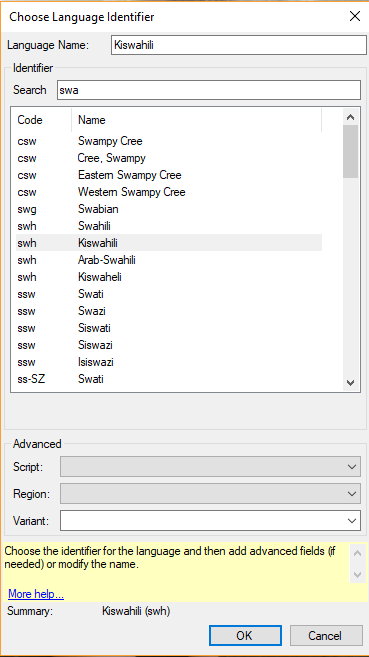 Choose Language Identifier
Language Name: Kiswahili
Identifier
Search swa
Code Name
csw Swampy Cree
csw Cree, Swampy
csw Eastern Swampy Cree
csw Western Swampy Cree
swg Swabian
swh Swahili
swh Kiswahili
swh Arab-Swahili
swh Kiswaheli
ssw Swati
ssw Swazi
ssw Siswati
ssw Siswazi
ssw Isiswazi
ss-SZ Swati
Advanced
Script:
Region:
Variant:
Choose the identifier for the language and then add advanced fields (if
needed) or modify the name.
More help...
Summary: Kiswahili (swh)
OK Cancel